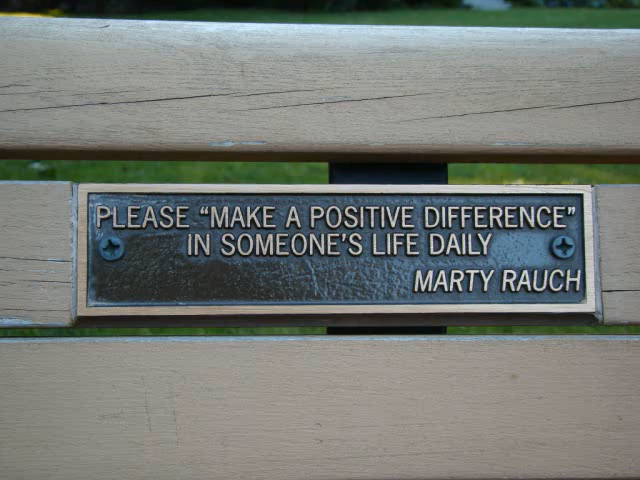 PLEASE “MAKE A POSITIVE DIFFERENCE”
IN SOMEONE’S LIFE DAILY
MARTY RAUCH